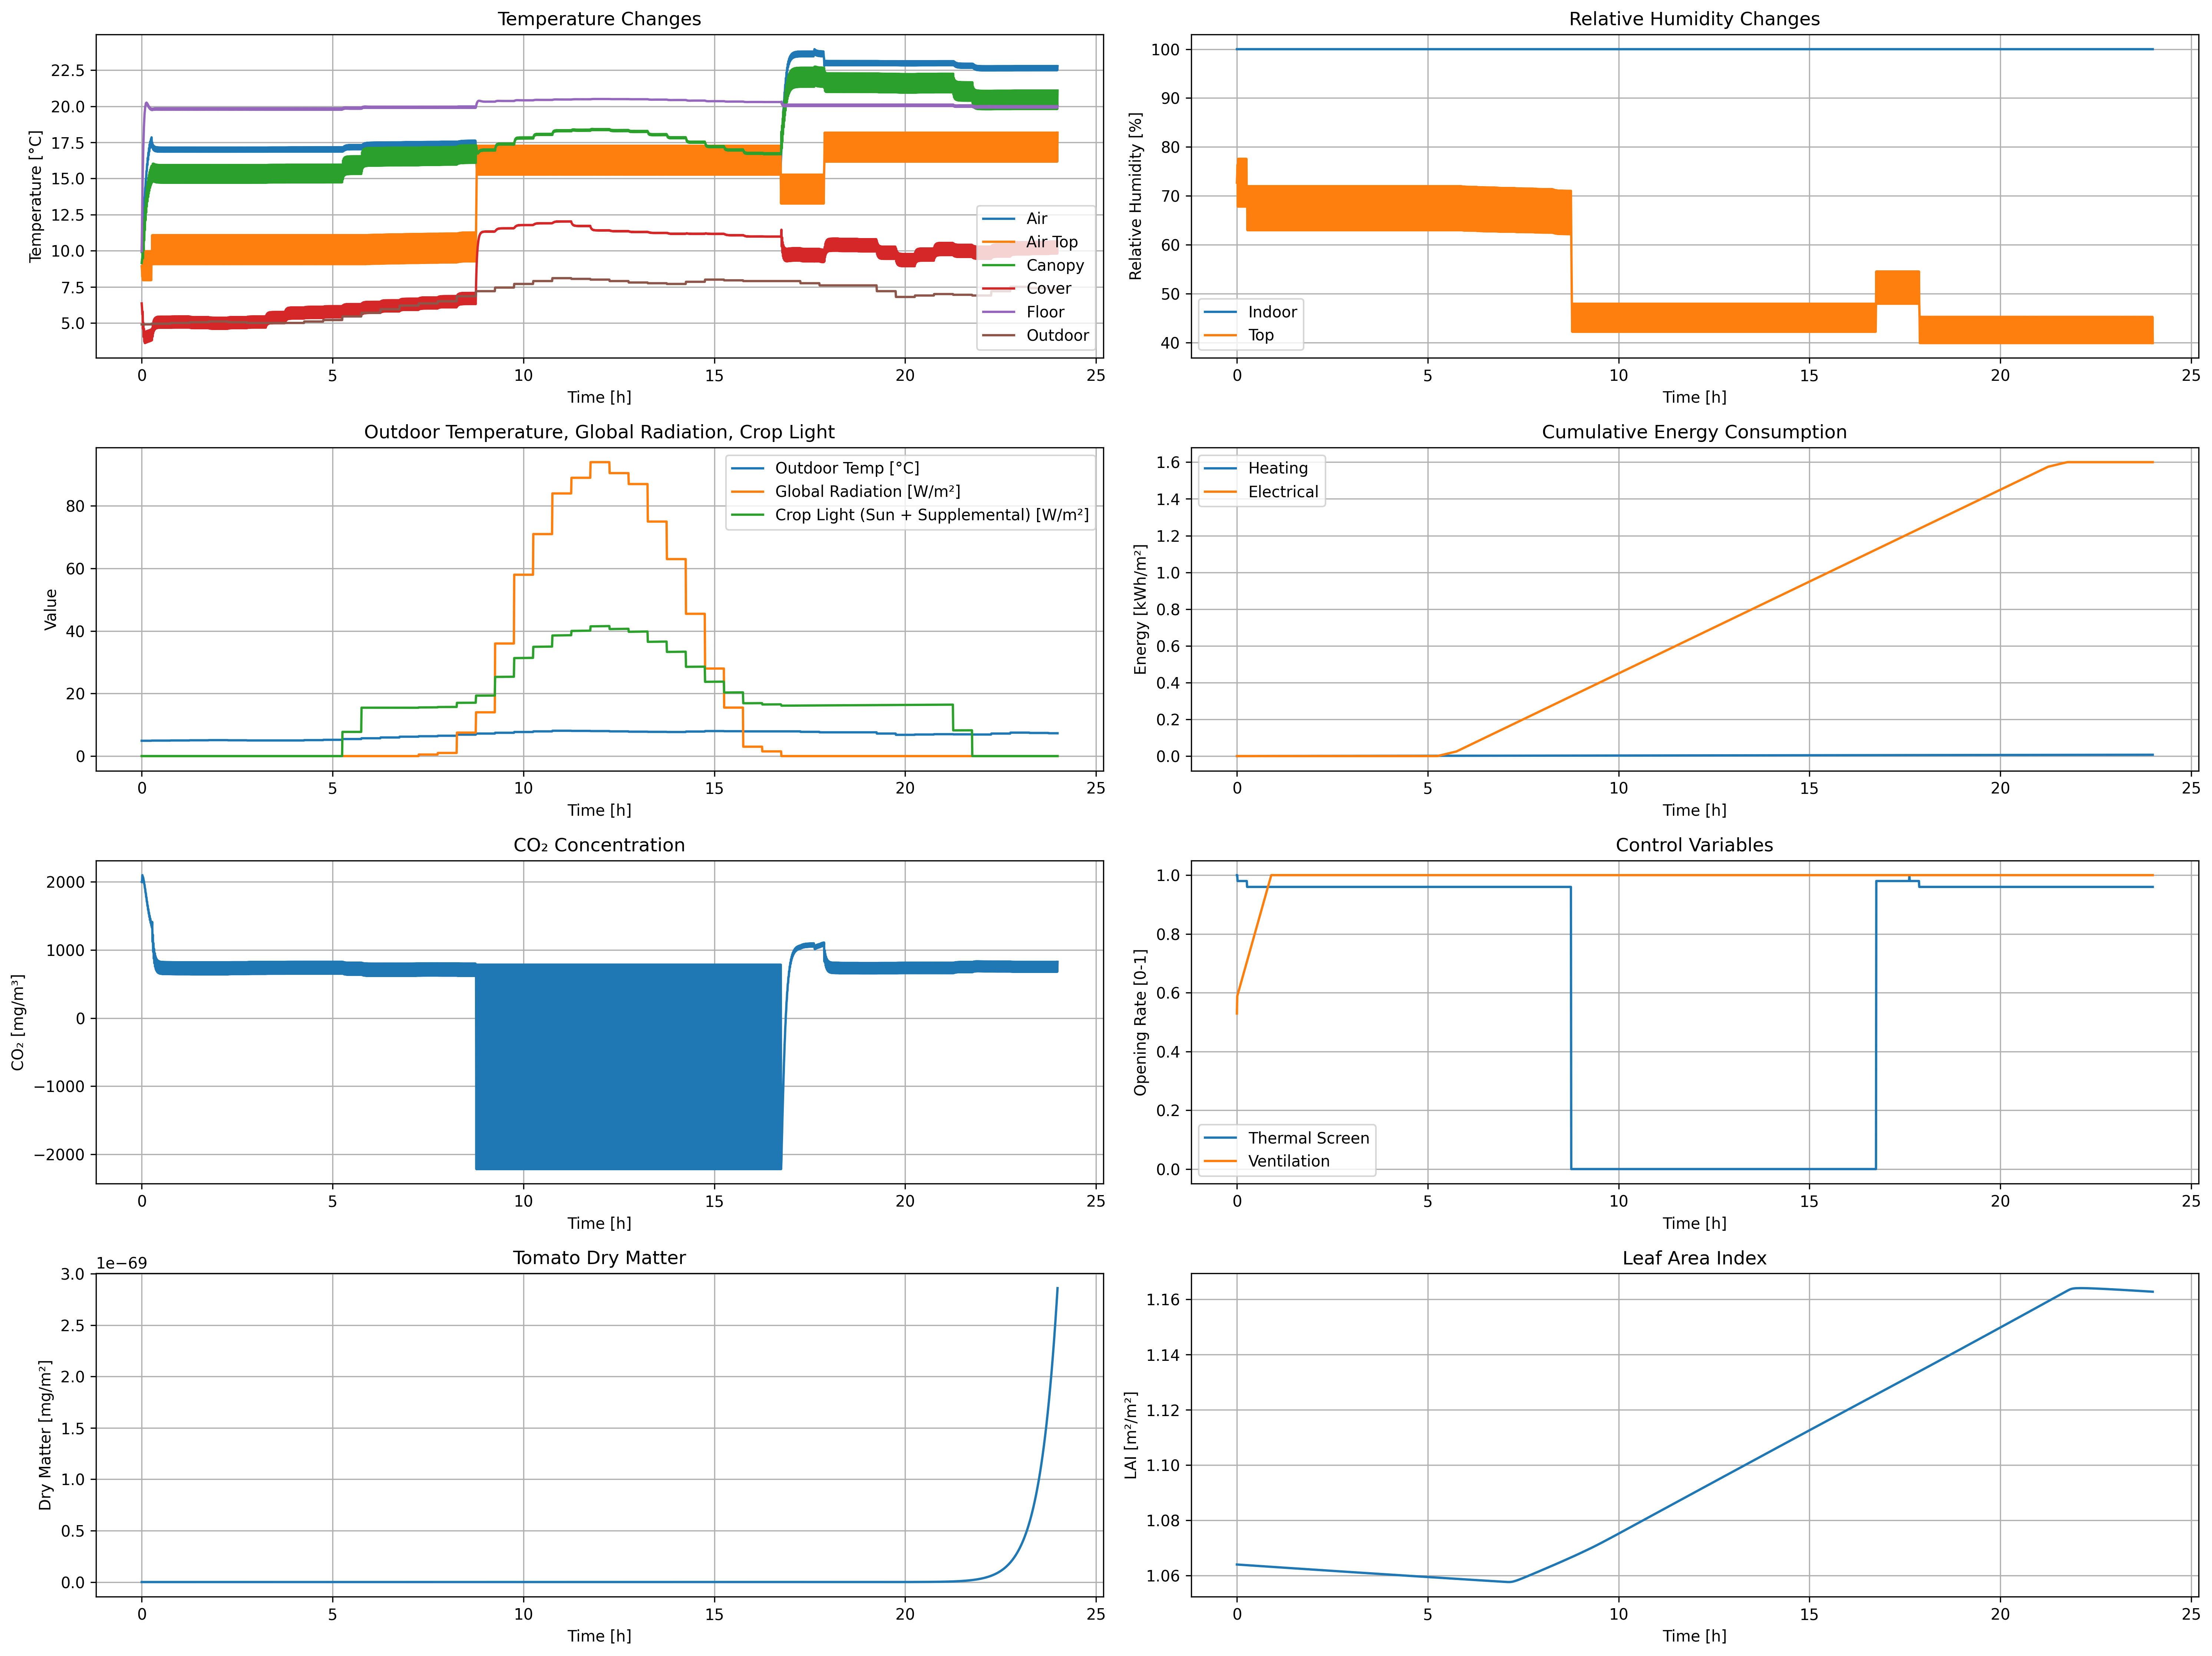 Temperature Changes
Temperature [°C]
22.5
20.0
17.5
15.0
12.5
10.0
7.5
5.0
Air
Air Top
Canopy
Cover
Floor
Outdoor
0 5 10 15 20 25
Time [h]
Relative Humidity Changes
Relative Humidity [%]
100
90
80
70
60
50
40
Indoor
Top
0 5 10 15 20 25
Time [h]
Outdoor Temperature, Global Radiation, Crop Light
Value
80
60
40
20
0
Outdoor Temp [°C]
Global Radiation [W/m²]
Crop Light (Sun + Supplemental) [W/m²]
0 5 10 15 20 25
Time [h]
Cumulative Energy Consumption
Energy [kWh/m²]
1.6
1.4
1.2
1.0
0.8
0.6
0.4
0.2
0.0
Heating
Electrical
0 5 10 15 20 25
Time [h]
CO₂ Concentration
CO₂ [mg/m³]
2000
1000
0
−1000
−2000
0 5 10 15 20 25
Time [h]
Control Variables
Opening Rate [0-1]
1.0
0.8
0.6
0.4
0.2
0.0
Thermal Screen
Ventilation
0 5 10 15 20 25
Time [h]
Tomato Dry Matter
1e−69
Dry Matter [mg/m²]
3.0
2.5
2.0
1.5
1.0
0.5
0.0
0 5 10 15 20 25
Time [h]
Leaf Area Index
LAI [m²/m²]
1.16
1.14
1.12
1.10
1.08
1.06
0 5 10 15 20 25
Time [h]